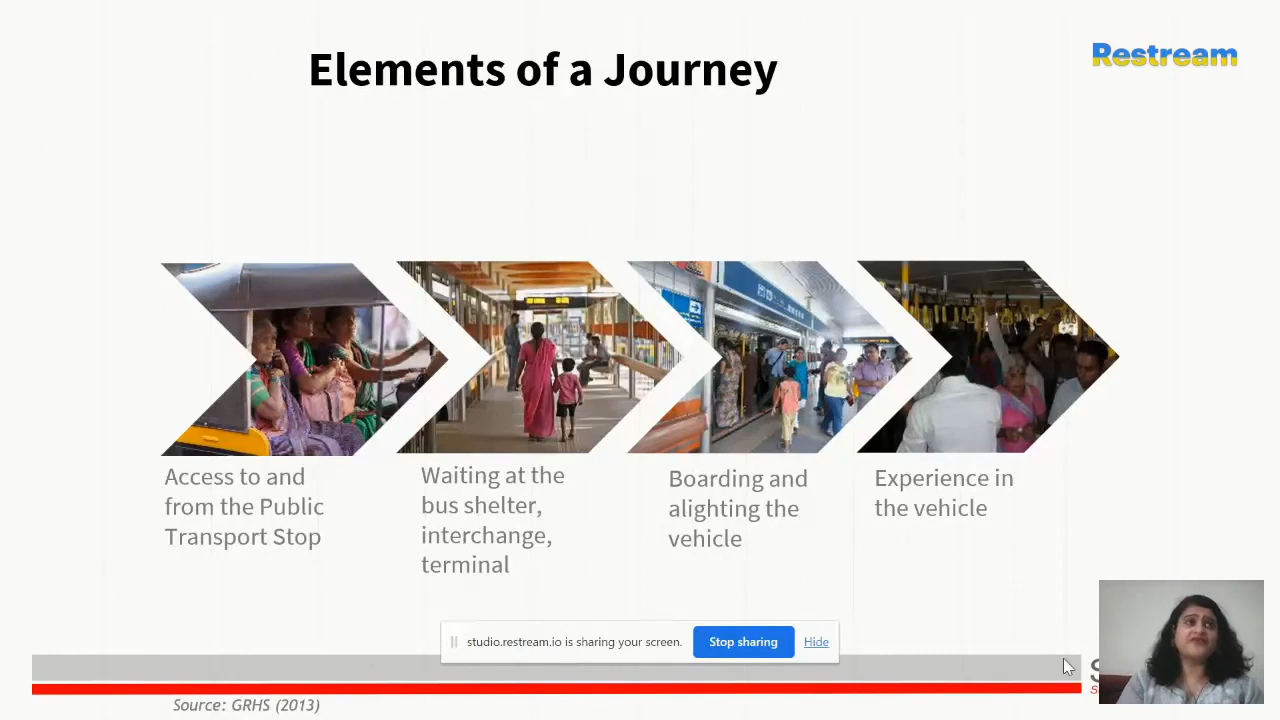 Elements of a Journey
Restream
Access to and
from the Public
Transport Stop
Waiting at the
bus shelter,
interchange,
terminal
Boarding and
alighting the
vehicle
Experience in
the vehicle
studio.restream.io is sharing your screen.
Stop sharing
Hide
Source: GRHS (2013)